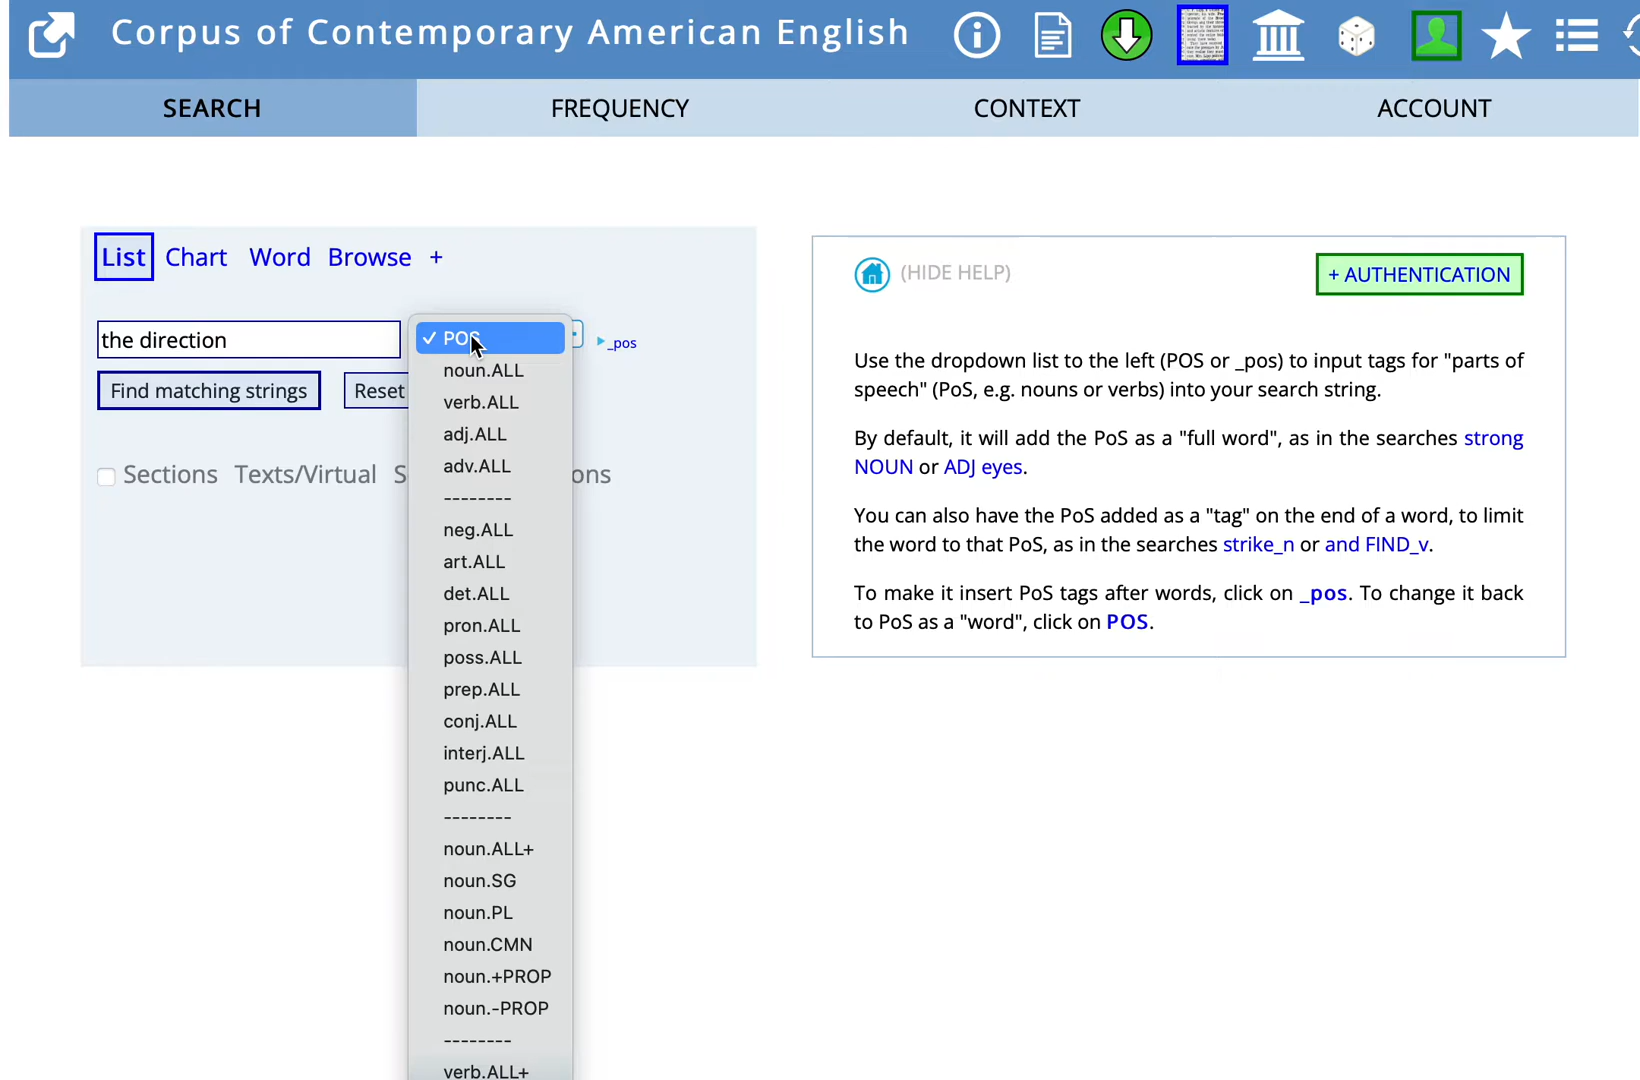 Corpus of Contemporary American English
SEARCH FREQUENCY CONTEXT ACCOUNT
List Chart Word Browse +
the direction
POS
_pos
Find matching strings
Reset
Sections Texts/Virtual
noun.ALL
verb.ALL
adj.ALL
adv.ALL
--------
neg.ALL
art.ALL
det.ALL
pron.ALL
poss.ALL
prep.ALL
conj.ALL
interj.ALL
punc.ALL
--------
noun.ALL+
noun.SG
noun.PL
noun.CMN
noun.+PROP
noun.-PROP
--------
verb.ALL+
(HIDE HELP)
+ AUTHENTICATION
Use the dropdown list to the left (POS or _pos) to input tags for "parts of
speech" (PoS, e.g. nouns or verbs) into your search string.
By default, it will add the PoS as a "full word", as in the searches strong
NOUN or ADJ eyes.
You can also have the PoS added as a "tag" on the end of a word, to limit
the word to that PoS, as in the searches strike_n or and FIND_v.
To make it insert PoS tags after words, click on _pos. To change it back
to PoS as a "word", click on POS.